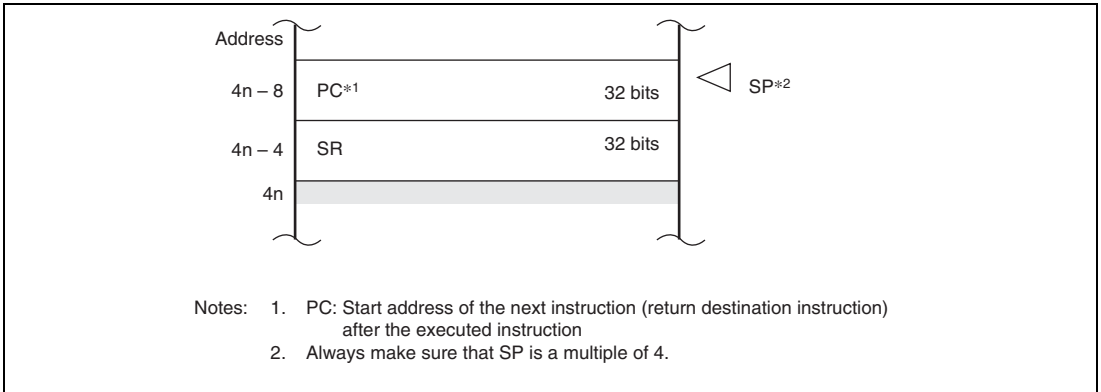 Address
4n – 8 PC*1 32 bits SP*2
4n – 4 SR 32 bits
4n
Notes: 1. PC: Start address of the next instruction (return destination instruction)
after the executed instruction
2. Always make sure that SP is a multiple of 4.